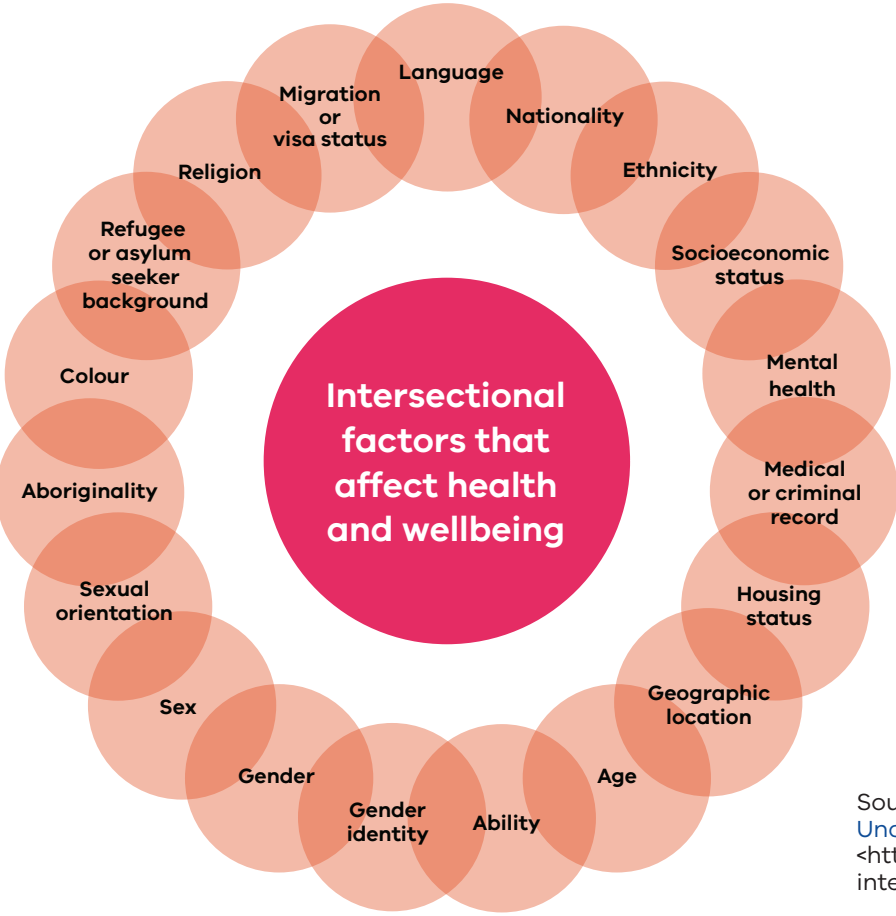 Language
Nationality
Ethnicity
Socioeconomic
status
Mental
health
Medical
or criminal
record
Housing
status
Geographic
location
Age
Ability
Gender
identity
Gender
Sex
Sexual
orientation
Aboriginality
Colour
Refugee
or asylum
seeker
background
Religion
Migration
or
visa status
Intersectional
factors that
affect health
and wellbeing